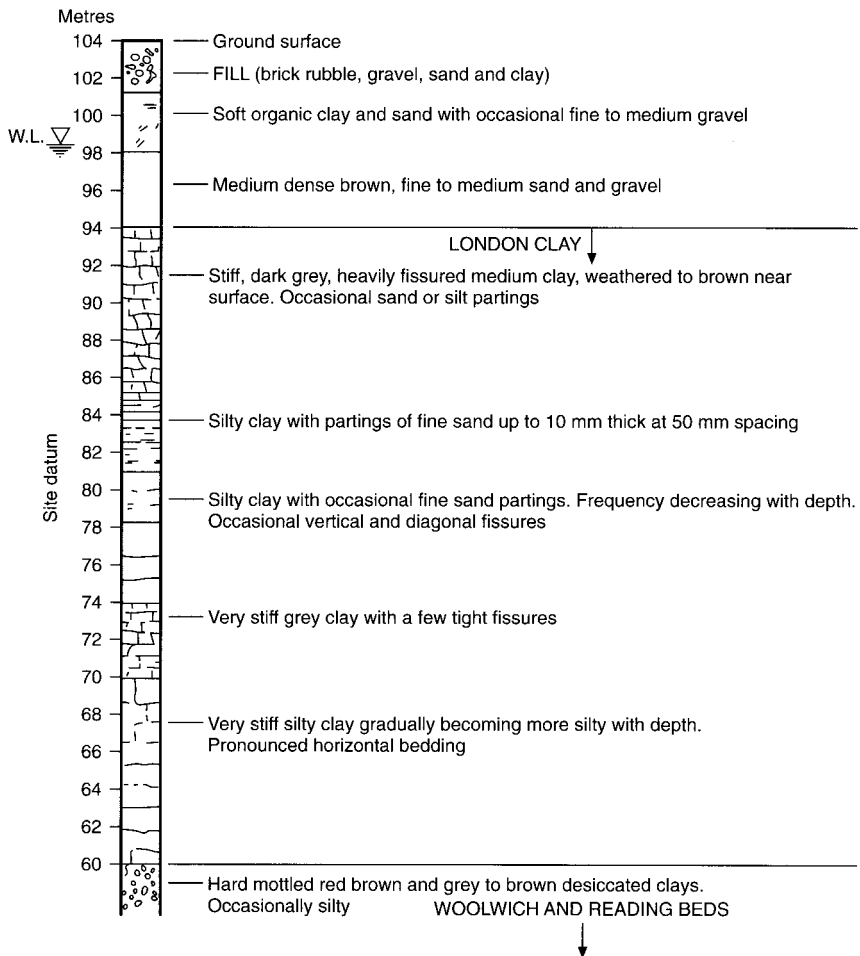 Metres
104
Ground surface
102
FILL (brick rubble, gravel, sand and clay)
100
Soft organic clay and sand with occasional fine to medium gravel
W.L.
98
96
Medium dense brown, fine to medium sand and gravel
94
LONDON CLAY
92
Stiff, dark grey, heavily fissured medium clay, weathered to brown near
surface. Occasional sand or silt partings
90
88
86
84
Silty clay with partings of fine sand up to 10 mm thick at 50 mm spacing
82
Site datum
80
Silty clay with occasional fine sand partings. Frequency decreasing with depth.
Occasional vertical and diagonal fissures
78
76
74
Very stiff grey clay with a few tight fissures
72
70
68
Very stiff silty clay gradually becoming more silty with depth.
Pronounced horizontal bedding
66
64
62
60
Hard mottled red brown and grey to brown desiccated clays.
Occasionally silty
WOOLWICH AND READING BEDS